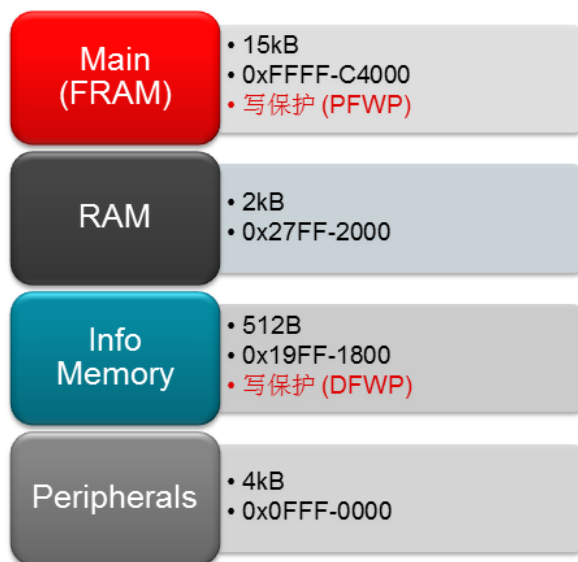 Main
(FRAM)
• 15kB
• 0xFFFF-C4000
• 写保护 (PFWP)
RAM
• 2kB
• 0x27FF-2000
Info
Memory
• 512B
• 0x19FF-1800
• 写保护 (DFWP)
Peripherals
• 4kB
• 0x0FFF-0000